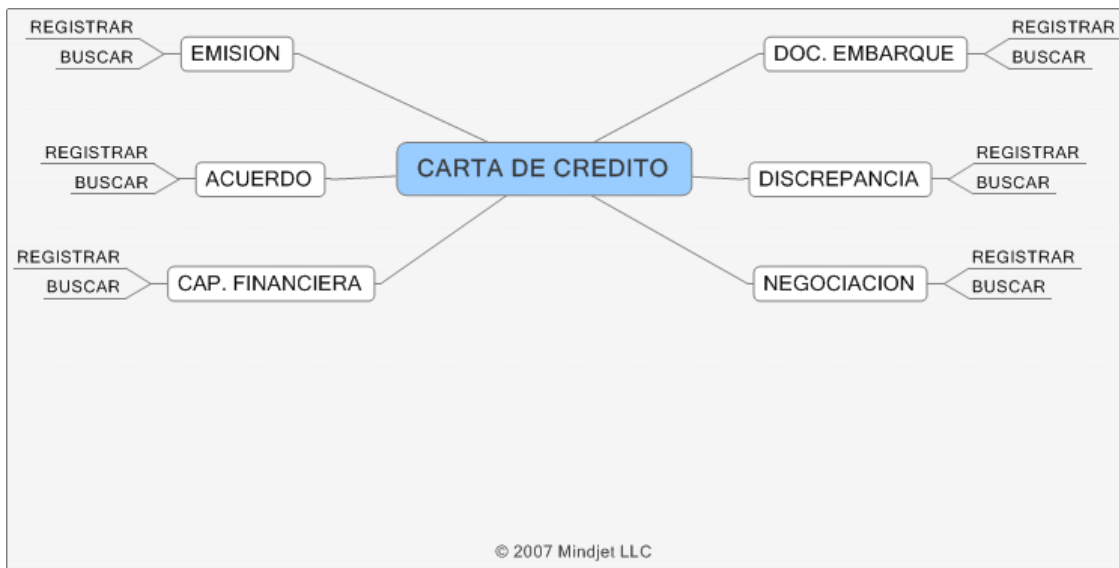 REGISTRAR
BUSCAR
EMISION
REGISTRAR
BUSCAR
ACUERDO
REGISTRAR
BUSCAR
CAP. FINANCIERA
CARTA DE CREDITO
DOC. EMBARQUE
REGISTRAR
BUSCAR
DISCREPANCIA
REGISTRAR
BUSCAR
NEGOCIACION
REGISTRAR
BUSCAR
© 2007 Mindjet LLC